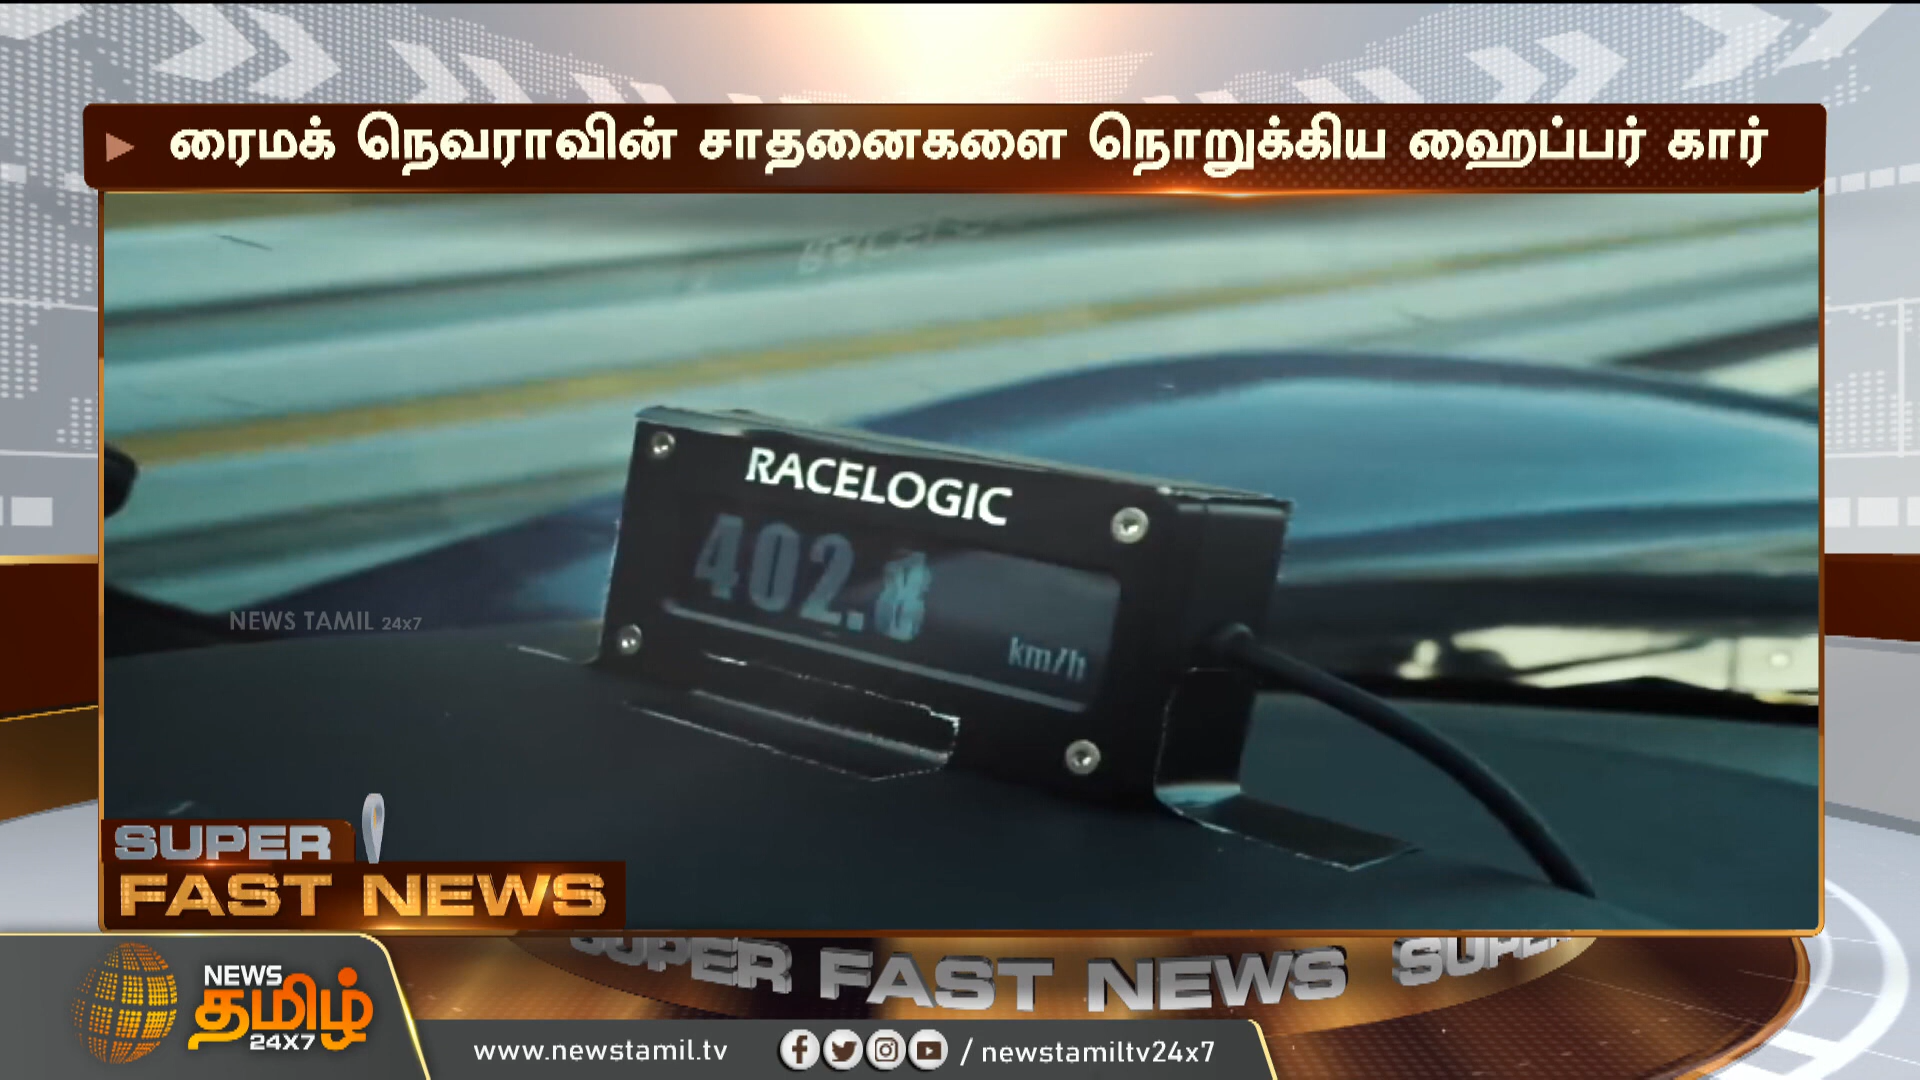 ரைமக் நெவராவின் சாதனைகளை நொறுக்கிய ஹைப்பர் கார்
RACELOGIC
km/h
NEWS TAMIL 24x7
SUPER
FAST NEWS
SUPER FAST NEWS
NEWS
தமிழ்
24X7
www.newstamil.tv
/ newstamiltv24x7